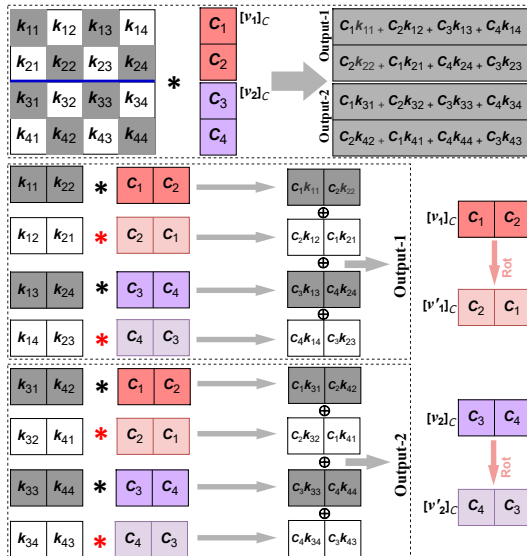 k11 k12 k13 k14
k21 k22 k23 k24
k31 k32 k33 k34
k41 k42 k43 k44
*
C1 [v1]C
C2
C3 [v2]C
C4
Output-1
C1k11 + C2k12 + C3k13 + C4k14
C2k22 + C1k21 + C4k24 + C3k23
Output-2
C1k31 + C2k32 + C3k33 + C4k34
C2k42 + C1k41 + C4k44 + C3k43
k11 k22 * C1 C2 C1k11 C2k22
⊕
k12 k21 * C2 C1 C2k12 C1k21
⊕
k13 k24 * C3 C4 C3k13 C4k24
⊕
k14 k23 * C4 C3 C4k14 C3k23
Output-1
k31 k42 * C1 C2 C1k31 C2k42
⊕
k32 k41 * C2 C1 C2k32 C1k41
⊕
k33 k44 * C3 C4 C3k33 C4k44
⊕
k34 k43 * C4 C3 C4k34 C3k43
Output-2
[v1]C C1 C2
Rot
[v'1]C C2 C1
[v2]C C3 C4
Rot
[v'2]C C4 C3